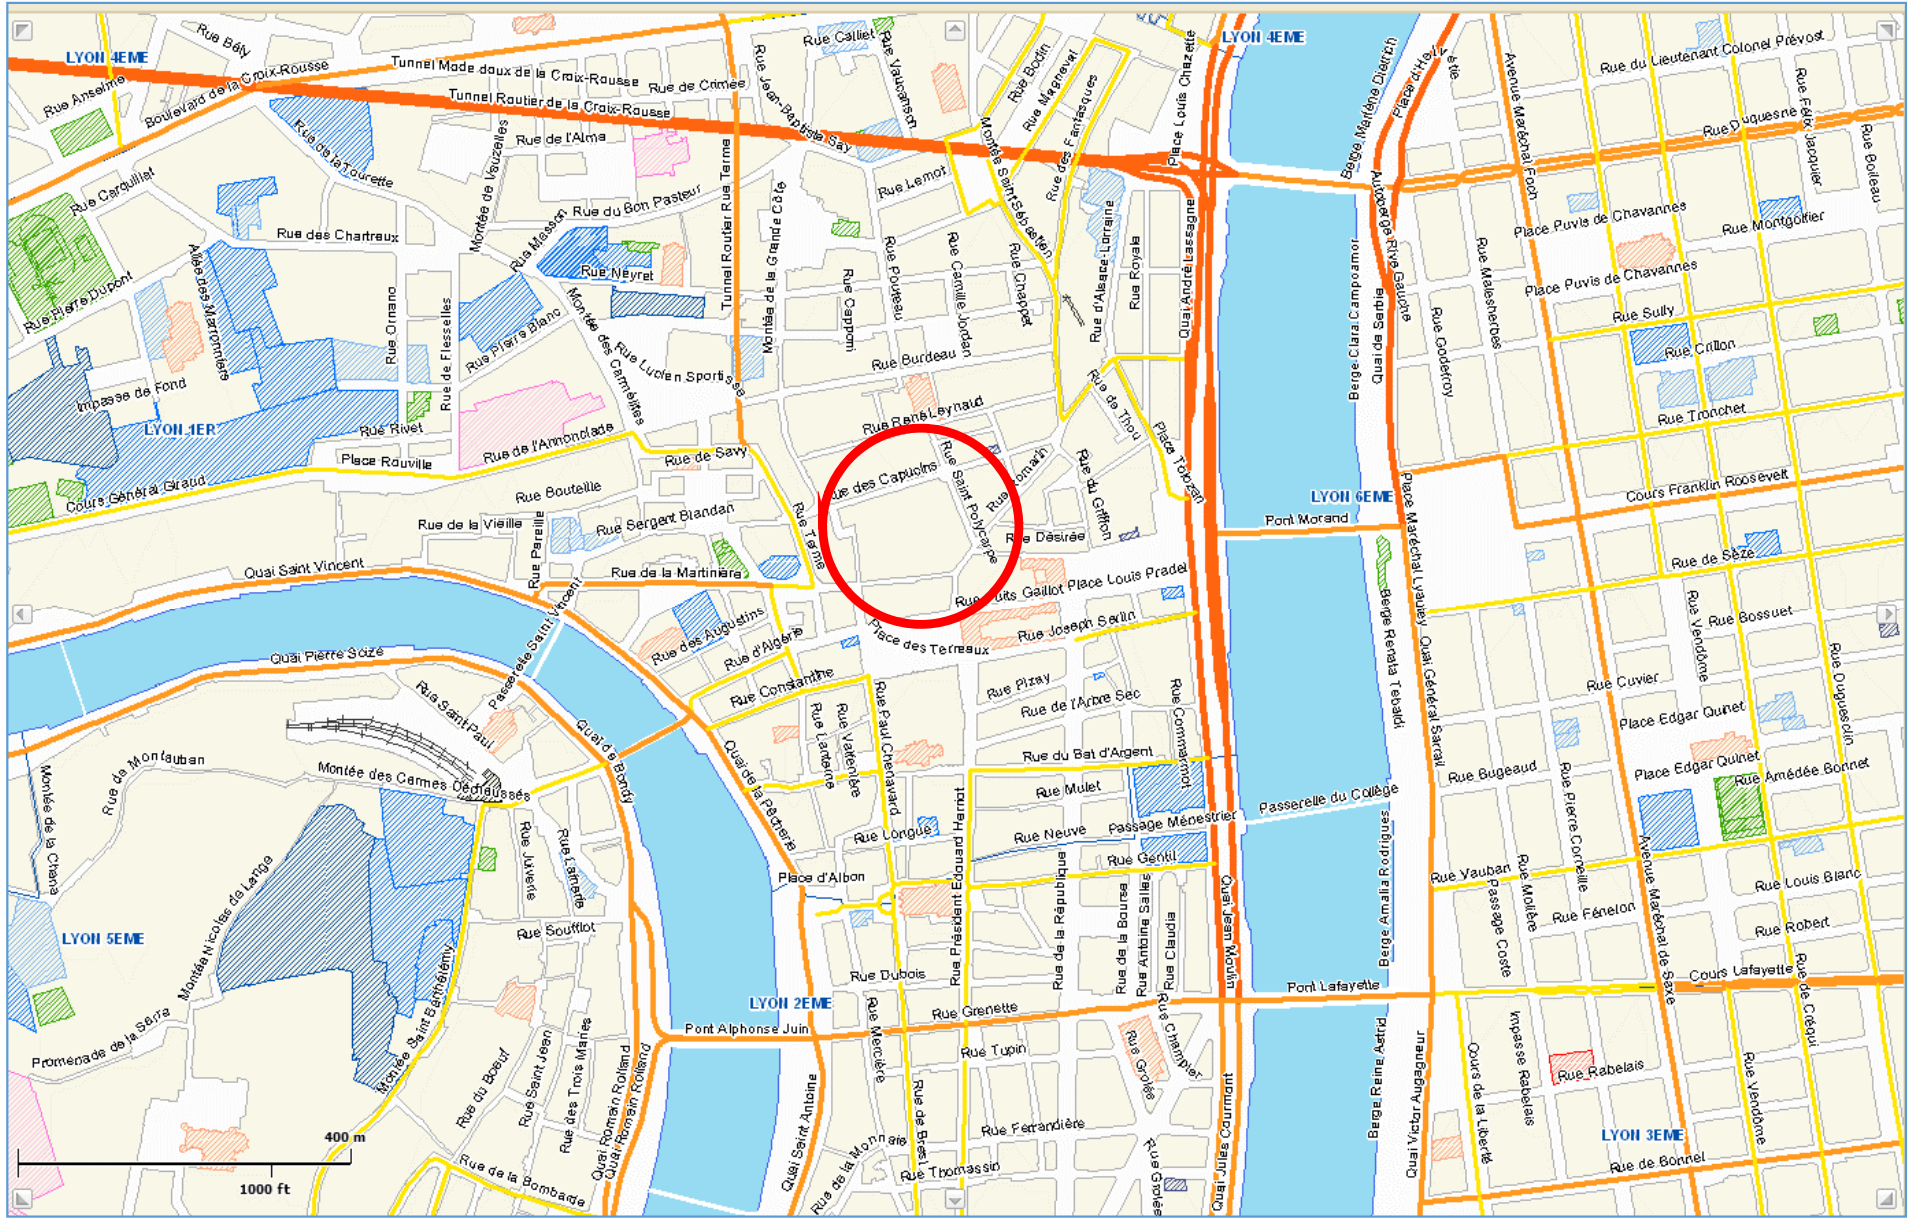 LYON 4EME
Rue Bély
Rue Anselme
Boulevard de la Croix-Rousse
Tunnel Mode doux de la Croix-Rousse
Tunnel Routier de la Croix-Rousse
Rue de Crimée
Rue Jean-Baptiste Say
Rue Calliet
Rue Vaucanson
Rue Bodin
Rue Magneval
Rue des Fantasques
Place Louis Chazette
LYON 4EME
Berge Marlène Dietrich
Avenue Maréchal Foch
Rue du Lieutenant Colonel Prévost
Rue Duquesne
Rue Félix Jacquier
Rue Boileau
Rue de la Tourette
Rue de l'Alma
Montée de Vauzelles
Rue du Bon Pasteur
Rue Masson
Rue Lemot
Montée Saint Sébastien
Rue Carquillat
Rue des Chartreux
Rue Pierre Dupont
Allée des Marronniers
Rue Neyret
Tunnel Routier Rue Terme
Montée de la Grande Côte
Rue Capponi
Rue Pouteau
Rue Camille Jordan
Rue Chappet
Rue d'Alsace-Lorraine
Rue Royale
Quai André Lassagne
Berge Clara Campoamor
Quai de Serbie
Autoberge Rive Gauche
Rue Malesherbes
Rue Godefroy
Place Puvis de Chavannes
Place Puvis de Chavannes
Rue Montgolfier
Rue Sully
Rue Crillon
Rue Tronchet
Rue Ornano
Rue de Flesselles
Rue Pierre Blanc
Montée des Carmélites
Rue Lucien Sportisse
Rue Burdeau
Impasse de Fond
LYON 1ER
Rue Rivet
Place Rouville
Rue de l'Annonciade
Rue de Savy
Rue René Leynaud
Rue de Thou
Place Tolozan
Cours Général Giraud
Rue Bouteille
Rue de la Vieille
Rue Pareille
Rue Sergent Blandan
Rue Terme
Rue des Capucins
Rue Saint Polycarpe
Rue Romarin
Rue du Griffon
Rue Désirée
LYON 6EME
Pont Morand
Place Maréchal Lyautey
Cours Franklin Roosevelt
Rue de Sèze
Quai Saint Vincent
Rue de la Martinière
Passerelle Saint Vincent
Rue des Augustins
Rue d'Algérie
Rue Constantine
Rue Puits Gaillot
Place Louis Pradel
Place des Terreaux
Rue Joseph Serlin
Berge Renata Tebaldi
Quai Général Sarrail
Rue Vendôme
Rue Bossuet
Rue Duguesclin
Rue Cuvier
Place Edgar Quinet
Place Edgar Quinet
Rue Amédée Bonnet
Quai Pierre Scize
Rue Saint Paul
Quai de Bondy
Rue Lanterne
Rue Valfenière
Rue Paul Chenavard
Rue Pizay
Rue de l'Arbre Sec
Rue Commarmot
Rue du Bat d'Argent
Rue Mulet
Rue Neuve
Passage Ménestrier
Passerelle du Collège
Rue Bugeaud
Rue Pierre Corneille
Rue de Montauban
Montée de la Chana
Montée des Carmes Déchaussés
Rue Juiverie
Rue Lainerie
Quai de la Pêcherie
Rue Longue
Rue Président Edouard Herriot
Rue Gentil
Place d'Albon
Rue de la République
Rue de la Bourse
Rue Antoine Salles
Rue Claudia
Quai Jean Moulin
Berge Amalia Rodrigues
Rue Vauban
Passage Coste
Rue Molière
Rue Fénelon
Avenue Maréchal de Saxe
Rue Louis Blanc
Rue Robert
Cours Lafayette
Rue de Créqui
LYON 5EME
Montée Nicolas de Lange
Montée Saint Barthélémy
Rue Soufflot
Promenade de la Sarra
Rue du Boeuf
Rue Saint Jean
Rue des Trois Maries
Quai Romain Rolland
Quai Romain Rolland
LYON 2EME
Pont Alphonse Juin
Rue Dubois
Rue Mercière
Rue Grenette
Rue Tupin
Rue Grolée
Rue Champier
Pont Lafayette
Quai Saint Antoine
Rue de la Monnaie
Rue de Brest
Rue Ferrandière
Rue Thomassin
Rue Grolée
Quai Jules Courmont
Berge Reine Astrid
Quai Victor Augagneur
Cours de la Liberté
Impasse Rabelais
Rue Rabelais
Rue Vendôme
LYON 3EME
Rue de Bonnel
Rue de la Bombarde
400 m
1000 ft